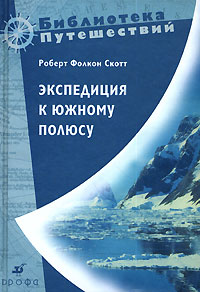 Библиотека
Путешествий
Роберт Фолкон Скотт
ЭКСПЕДИЦИЯ
К ЮЖНОМУ
ПОЛЮСУ
дрофа